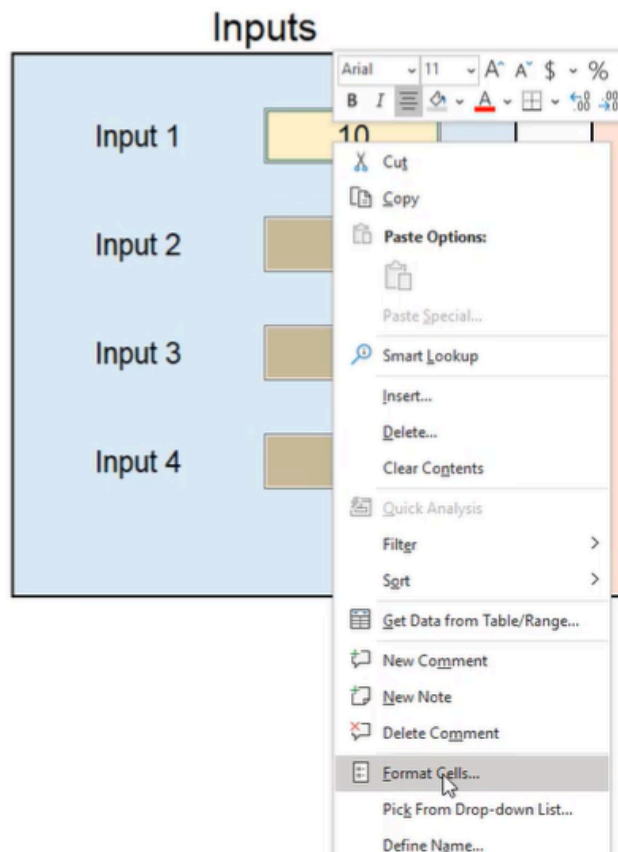 Inputs
Arial 11 A A $ %
B I A .00 .00
Input 1 10
Input 2
Input 3
Input 4
Cut
Copy
Paste Options:
Paste Special...
Smart Lookup
Insert...
Delete...
Clear Contents
Quick Analysis
Filter
Sort
Get Data from Table/Range...
New Comment
New Note
Delete Comment
Format Cells...
Pick From Drop-down List...
Define Name...